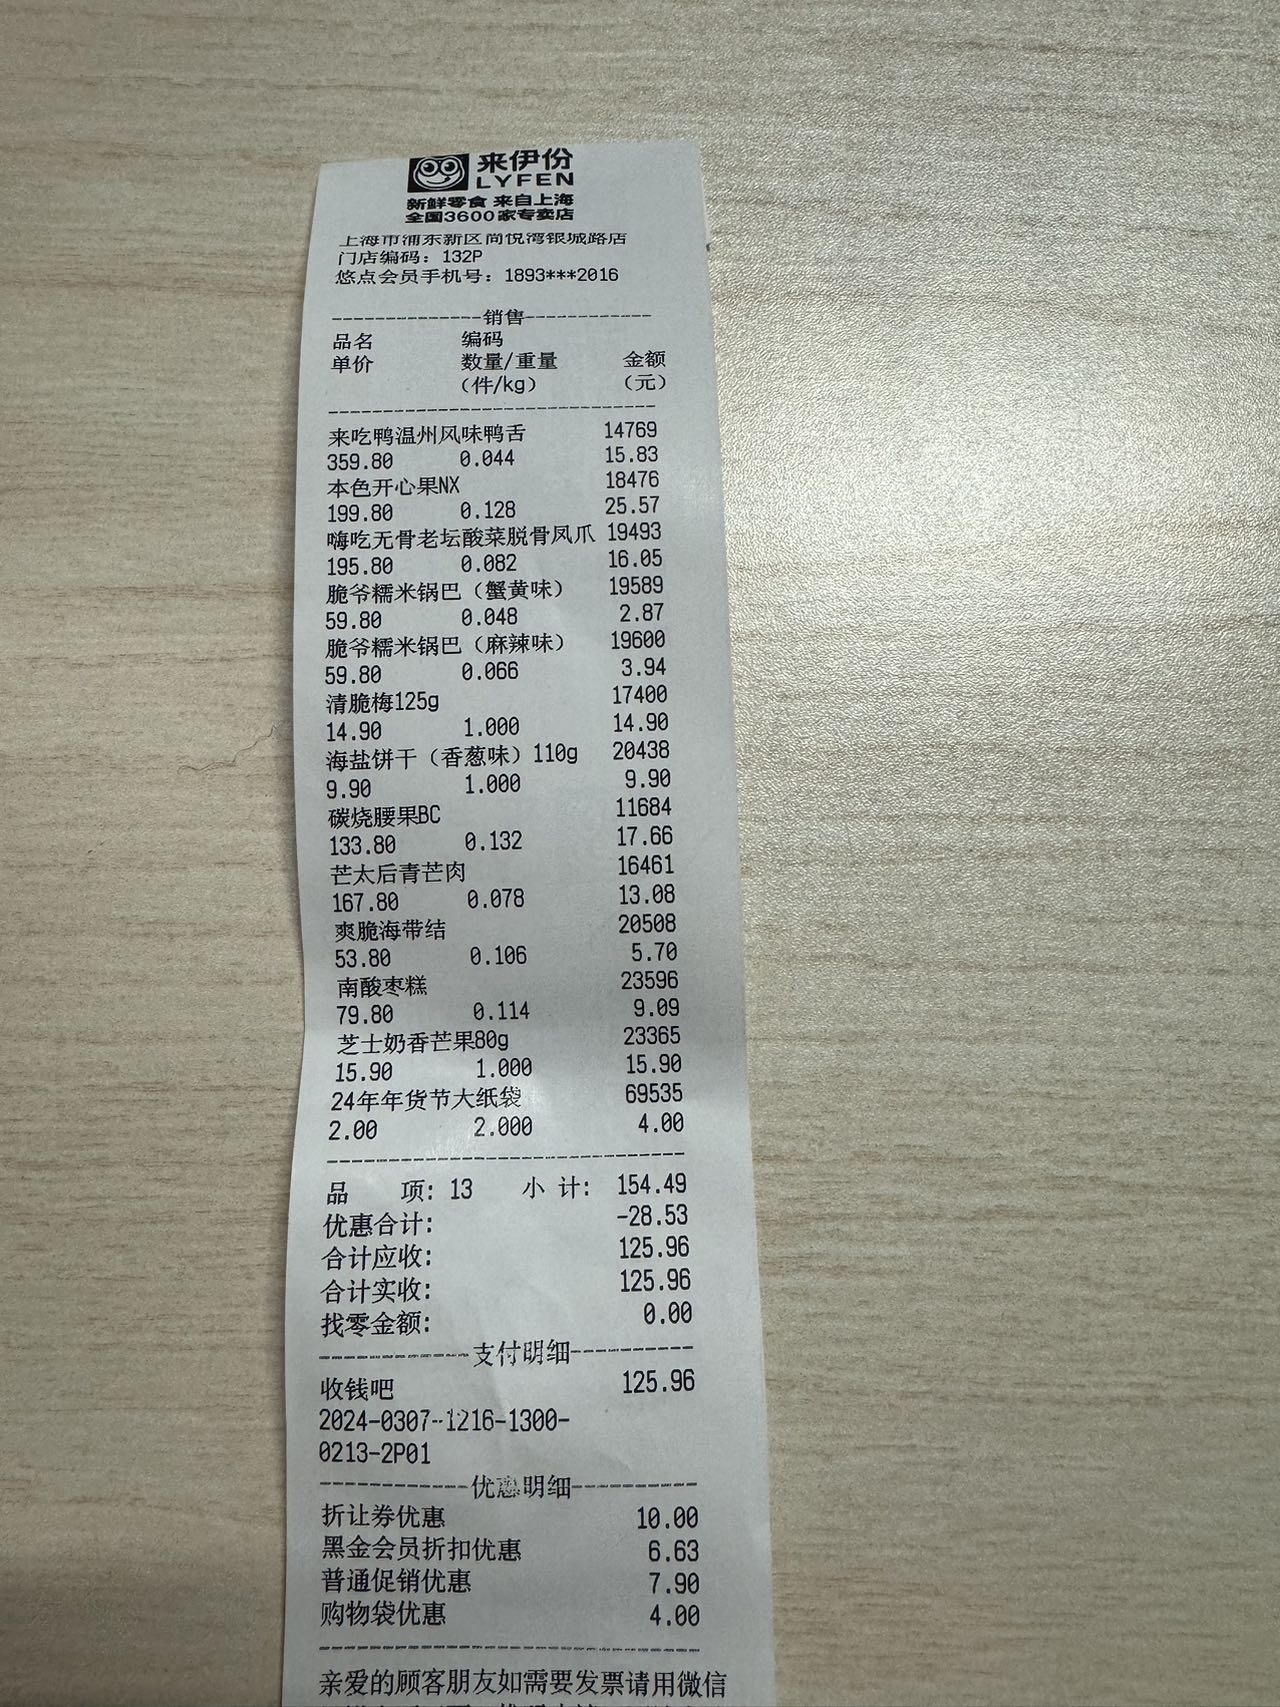 来伊份
LYFEN
新鲜零食 来自上海
全国3600家专卖店
上海市浦东新区尚悦湾银城路店
门店编码：132P
悠点会员手机号：1893***2016
--------------销售------------
品名 编码
单价 数量/重量 金额
（件/kg） （元）
来吃鸭温州风味鸭舌 14769
359.80 0.044 15.83
本色开心果NX 18476
199.80 0.128 25.57
嗨吃无骨老坛酸菜脱骨凤爪 19493
195.80 0.082 16.05
脆爷糯米锅巴（蟹黄味） 19589
59.80 0.048 2.87
脆爷糯米锅巴（麻辣味） 19600
59.80 0.066 3.94
清脆梅125g 17400
14.90 1.000 14.90
海盐饼干（香葱味）110g 20438
9.90 1.000 9.90
碳烧腰果BC 11684
133.80 0.132 17.66
芒太后青芒肉 16461
167.80 0.078 13.08
爽脆海带结 20508
53.80 0.106 5.70
南酸枣糕 23596
79.80 0.114 9.09
芝士奶香芒果80g 23365
15.90 1.000 15.90
24年年货节大纸袋 69535
2.00 2.000 4.00
品 项: 13 小 计: 154.49
优惠合计: -28.53
合计应收: 125.96
合计实收: 125.96
找零金额: 0.00
--------------支付明细-----------
收钱吧 125.96
2024-0307--1216-1300-
0213-2P01
--------------优惠明细-----------
折让券优惠 10.00
黑金会员折扣优惠 6.63
普通促销优惠 7.90
购物袋优惠 4.00
亲爱的顾客朋友如需要发票请用微信